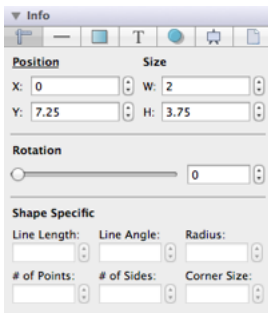 Info
T
Position Size
X: 0 W: 2
Y: 7.25 H: 3.75
Rotation
0
Shape Specific
Line Length: Line Angle: Radius:
# of Points: # of Sides: Corner Size: